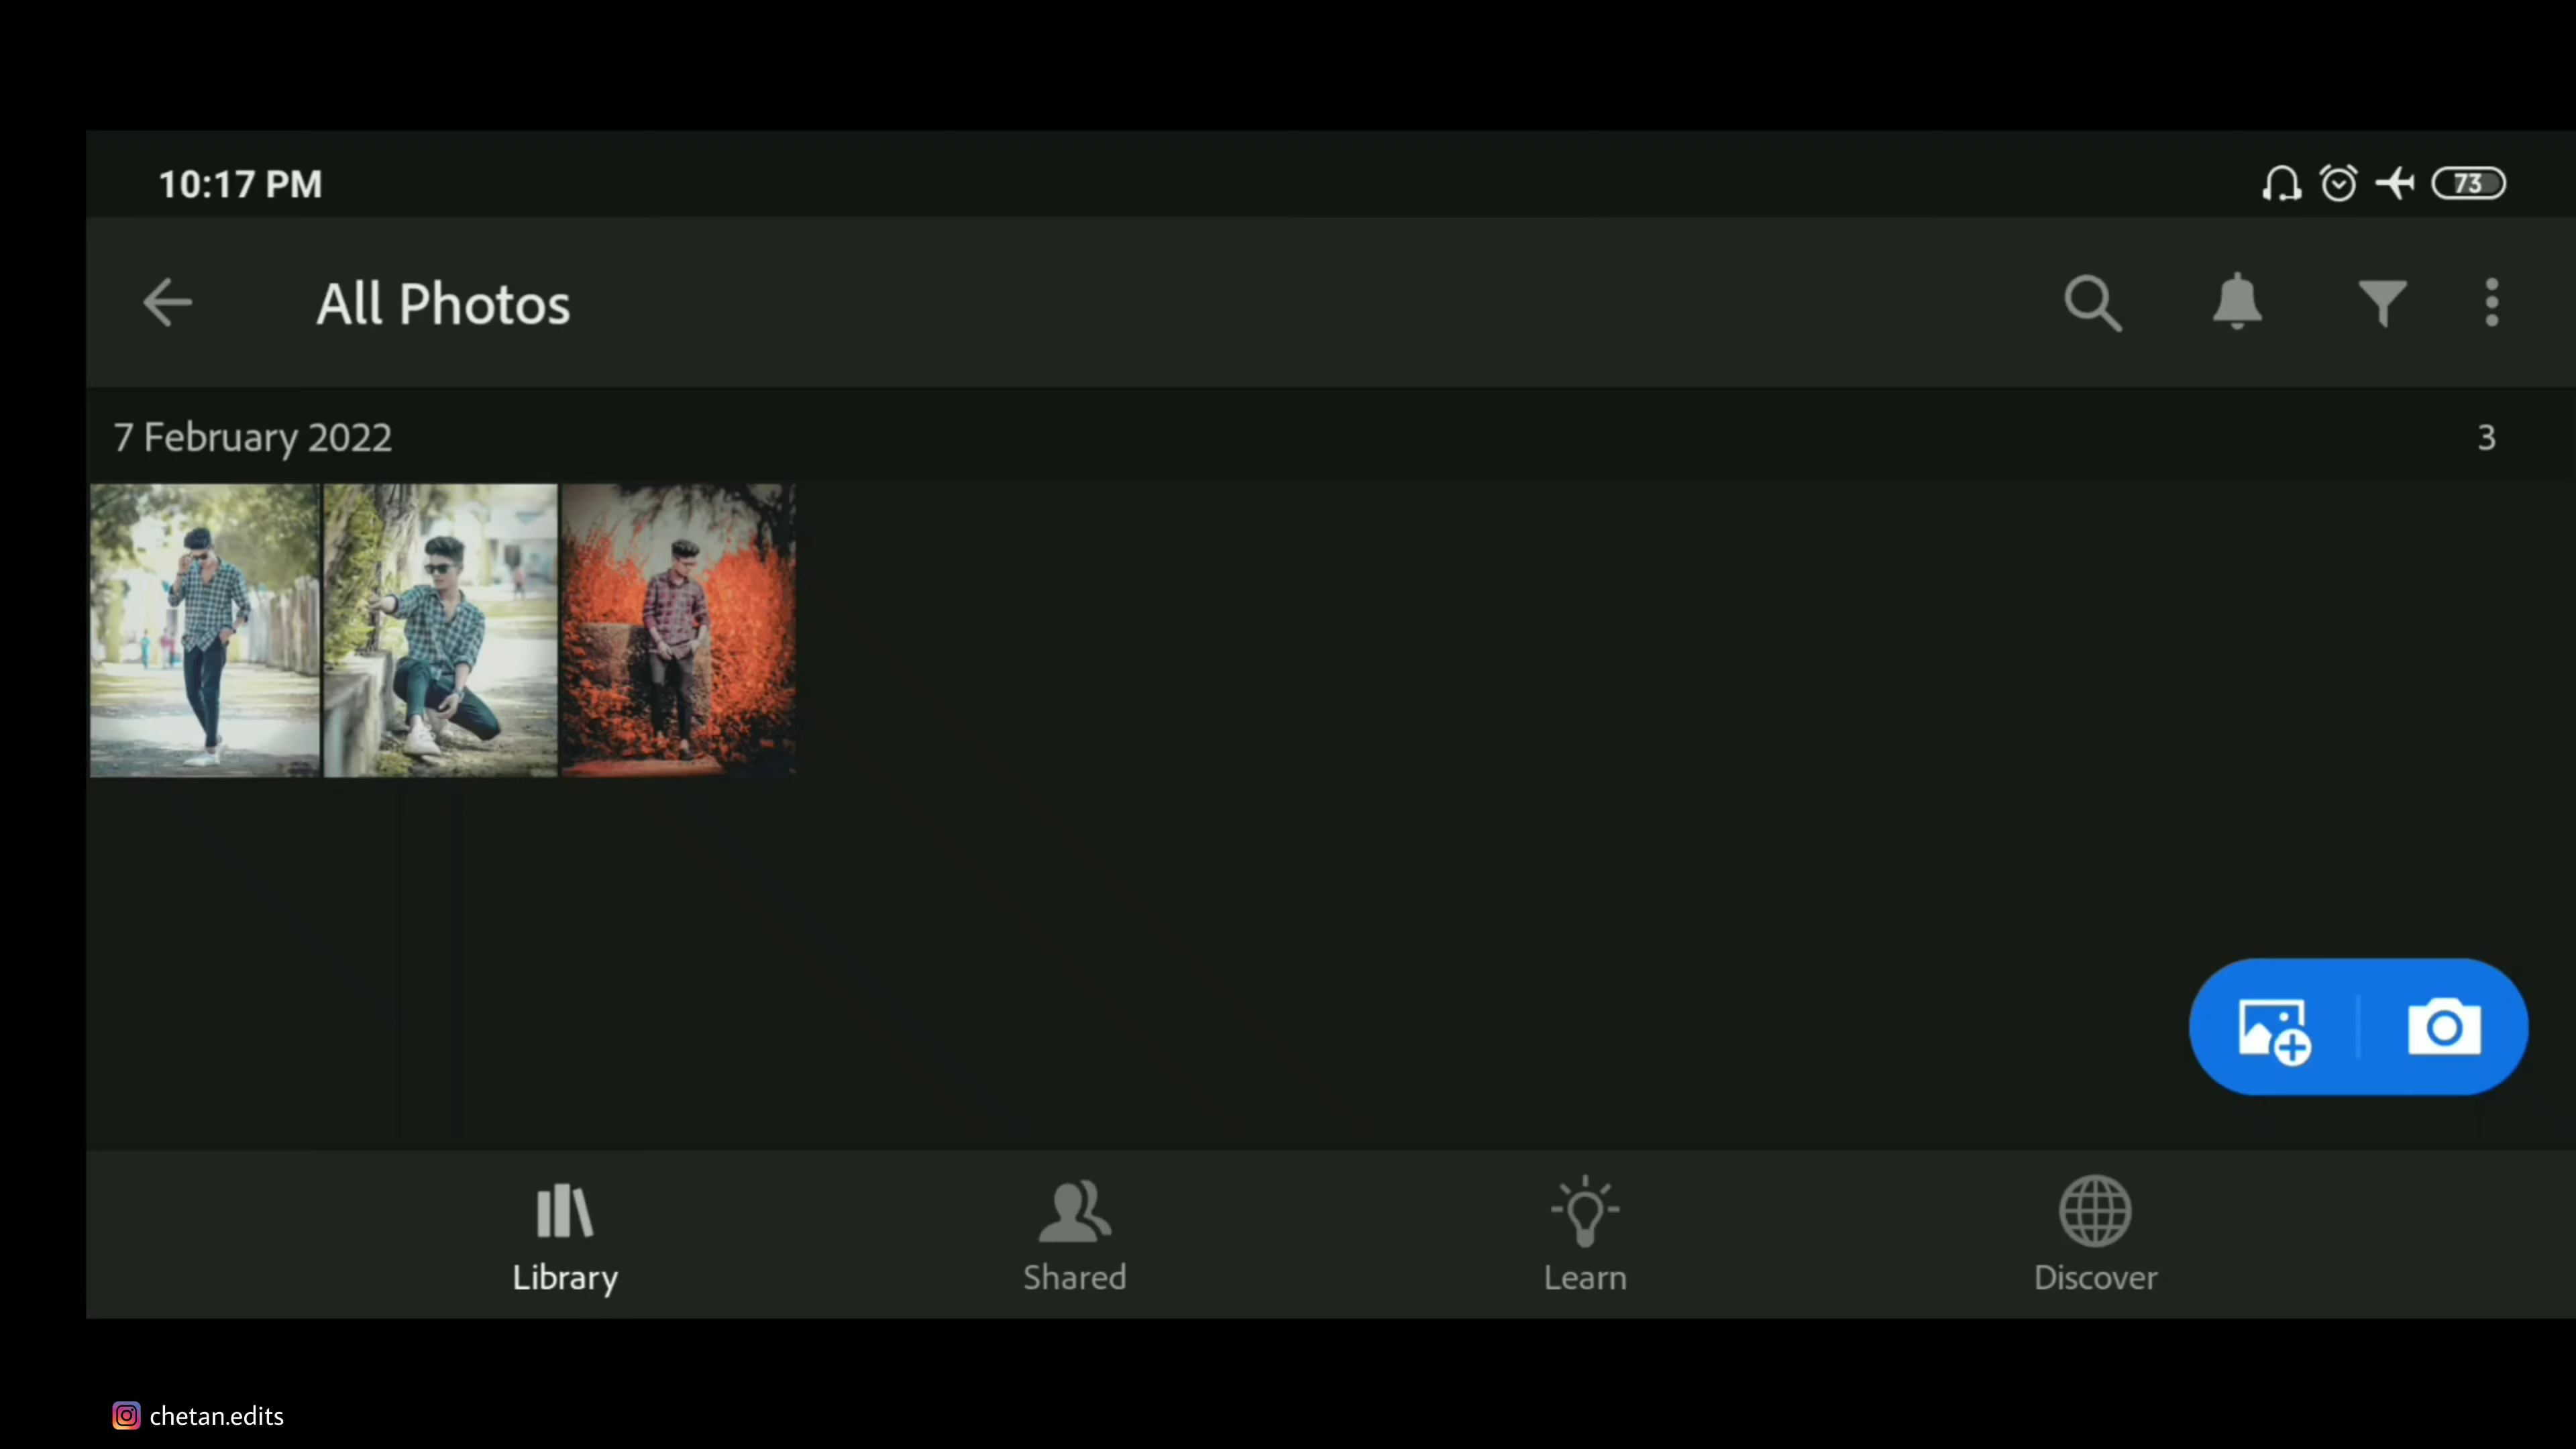 10:17 PM
73
All Photos
7 February 2022
3
Library
Shared
Learn
Discover
chetan.edits